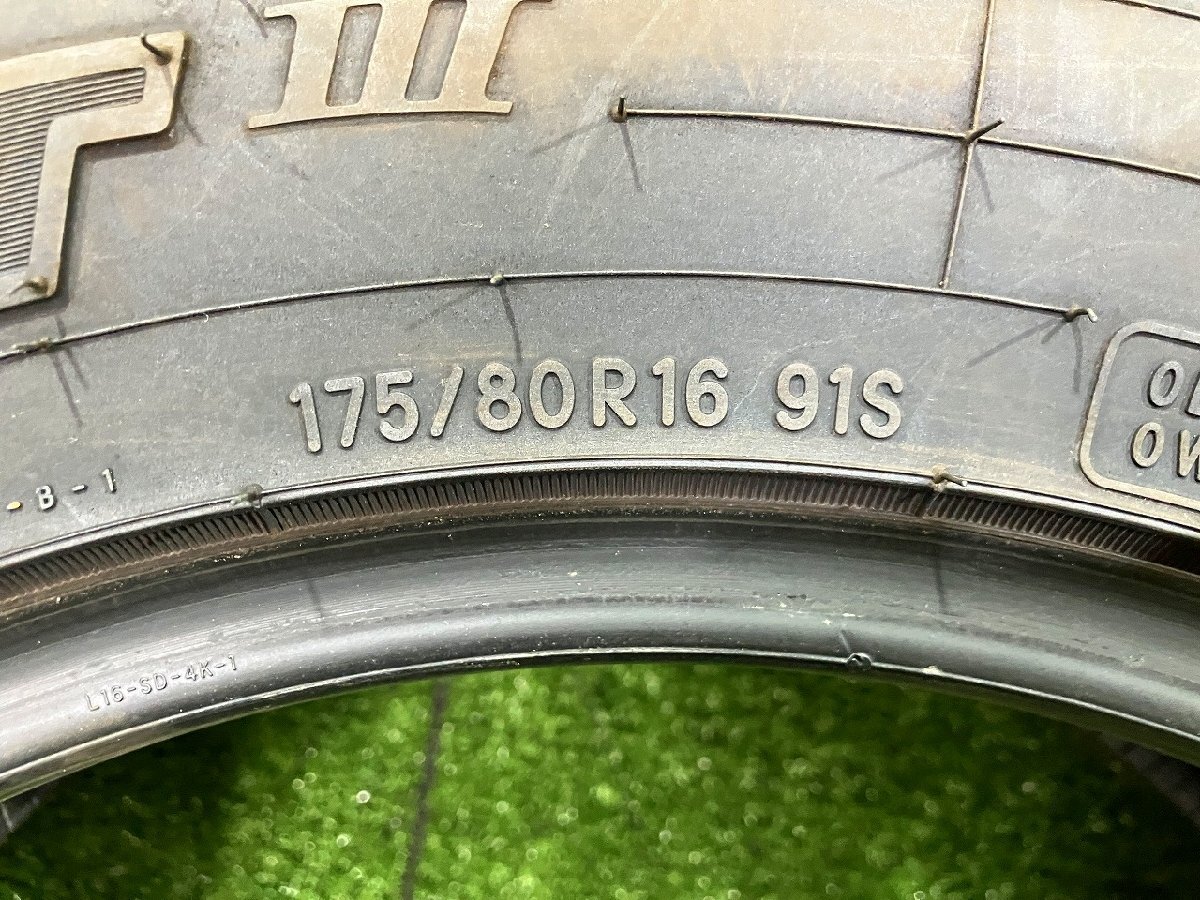 T III
175/80R16 91S
-B-1
L16-SD-4K-1